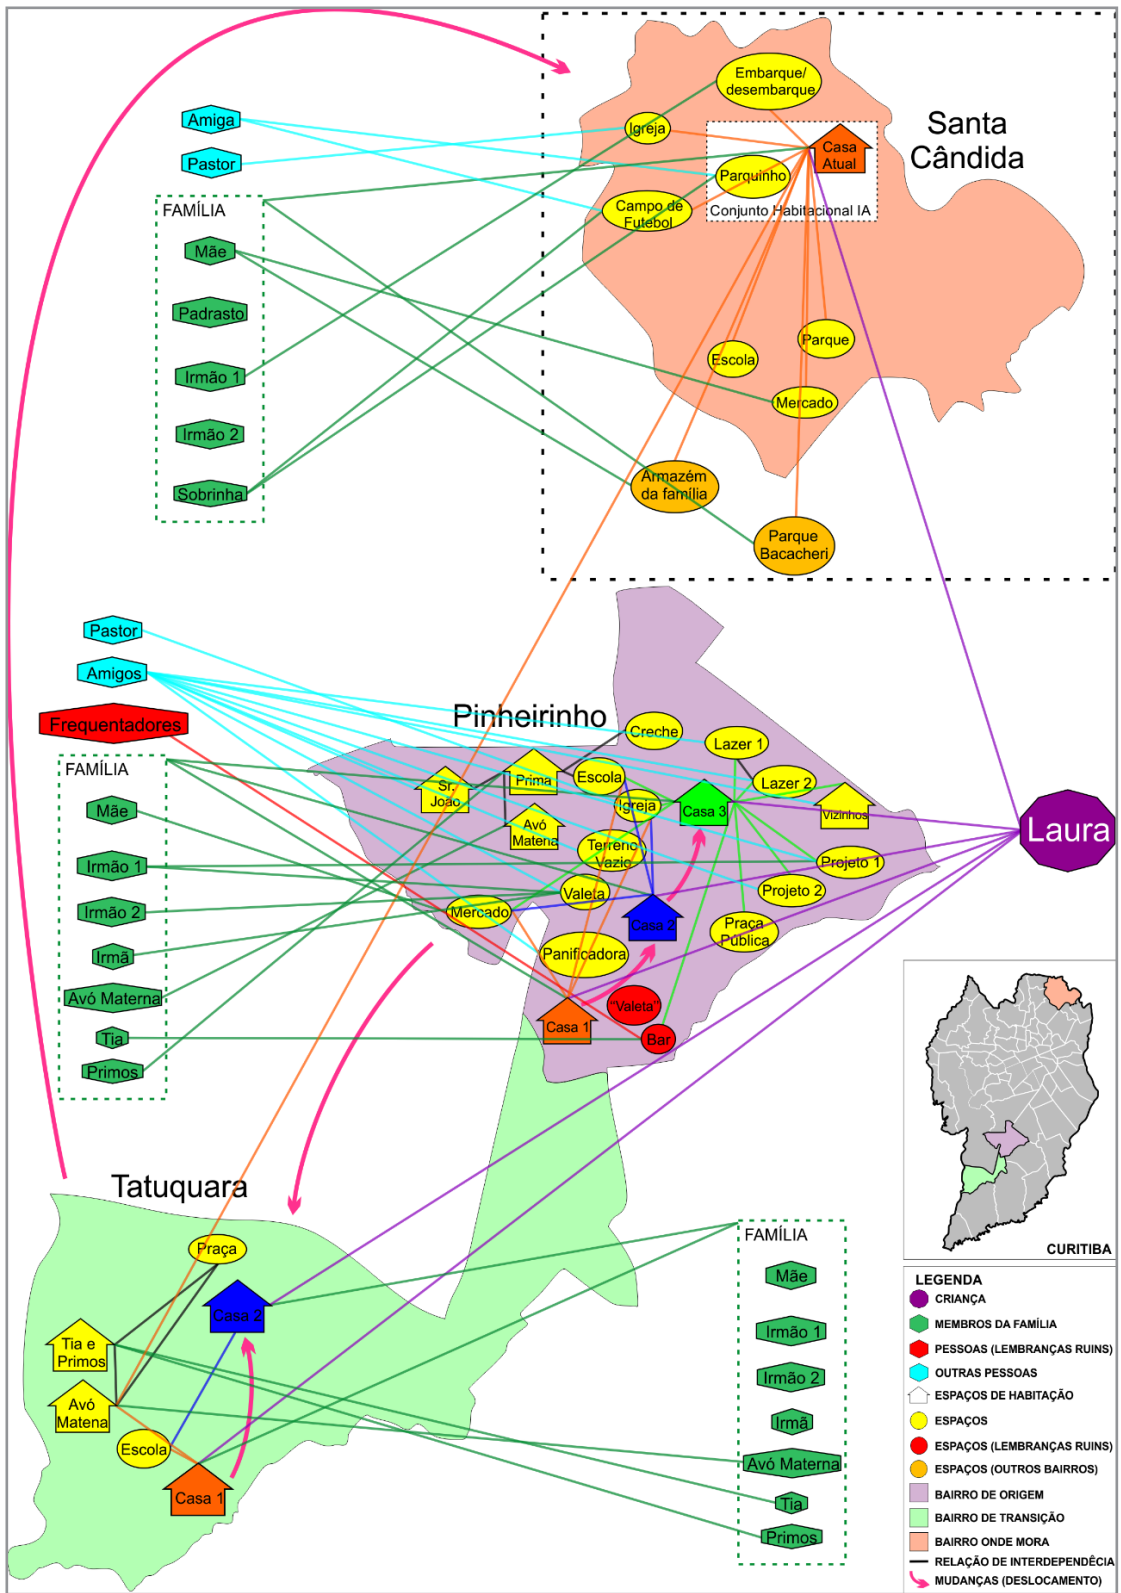 Amiga
Pastor
FAMÍLIA
Mãe
Padrasto
Irmão 1
Irmão 2
Sobrinha
Santa
Cândida
Embarque/
desembarque
Igreja
Casa
Atual
Parquinho
Campo de
Futebol
Conjunto Habitacional IA
Parque
Escola
Mercado
Armazém
da família
Parque
Bacacheri
Pastor
Amigos
Frequentadores
FAMÍLIA
Mãe
Irmão 1
Irmão 2
Irmã
Avó Materna
Tia
Primos
Pinheirinho
Creche
Lazer 1
Lazer 2
Sr.
João
Prima
Escola
Igreja
Casa 3
Vizinhos
Avó
Matena
Terreno
Vazio
Projeto 1
Valeta
Projeto 2
Mercado
Casa 2
Praça
Pública
Panificadora
"Valeta"
Casa 1
Bar
Laura
Tatuquara
Praça
Casa 2
Tia e
Primos
Avó
Matena
Escola
Casa 1
FAMÍLIA
Mãe
Irmão 1
Irmão 2
Irmã
Avó Materna
Tia
Primos
CURITIBA
LEGENDA
CRIANÇA
MEMBROS DA FAMÍLIA
PESSOAS (LEMBRANÇAS RUINS)
OUTRAS PESSOAS
ESPAÇOS DE HABITAÇÃO
ESPAÇOS
ESPAÇOS (LEMBRANÇAS RUINS)
ESPAÇOS (OUTROS BAIRROS)
BAIRRO DE ORIGEM
BAIRRO DE TRANSIÇÃO
BAIRRO ONDE MORA
RELAÇÃO DE INTERDEPENDÊCIA
MUDANÇAS (DESLOCAMENTO)